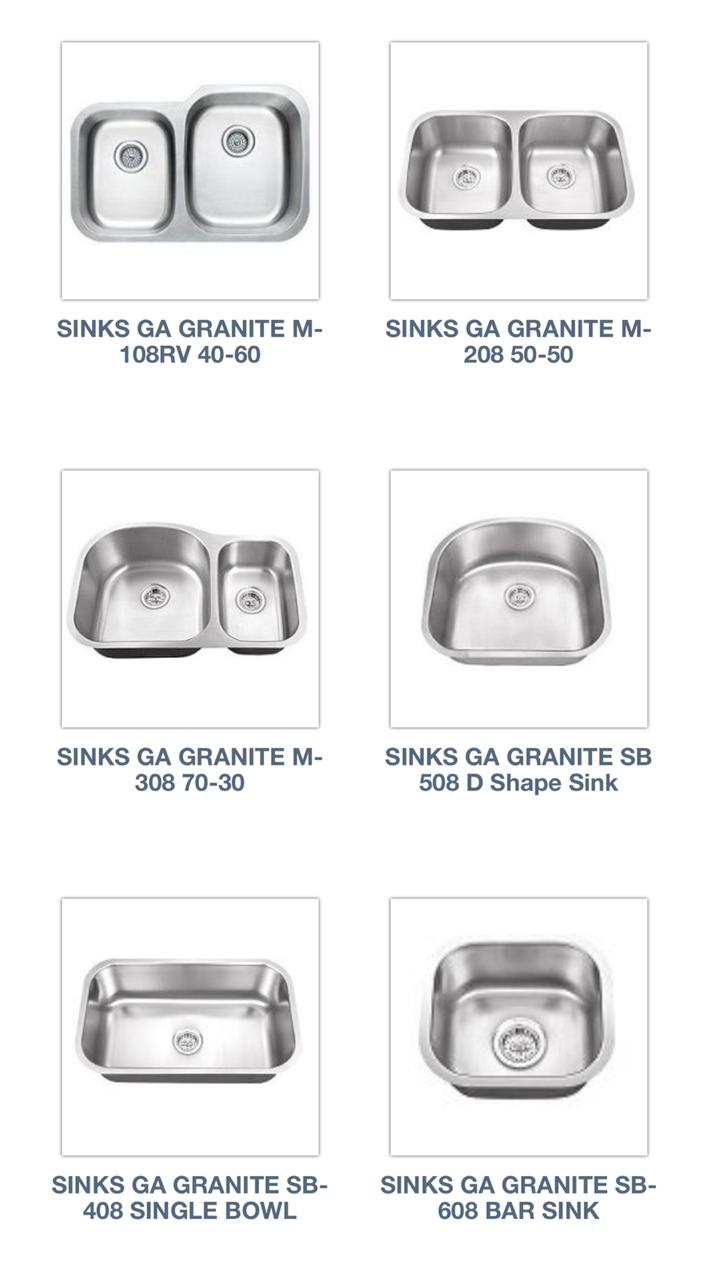 SINKS GA GRANITE M-
108RV 40-60
SINKS GA GRANITE M-
208 50-50
SINKS GA GRANITE M-
308 70-30
SINKS GA GRANITE SB
508 D Shape Sink
SINKS GA GRANITE SB-
408 SINGLE BOWL
SINKS GA GRANITE SB-
608 BAR SINK